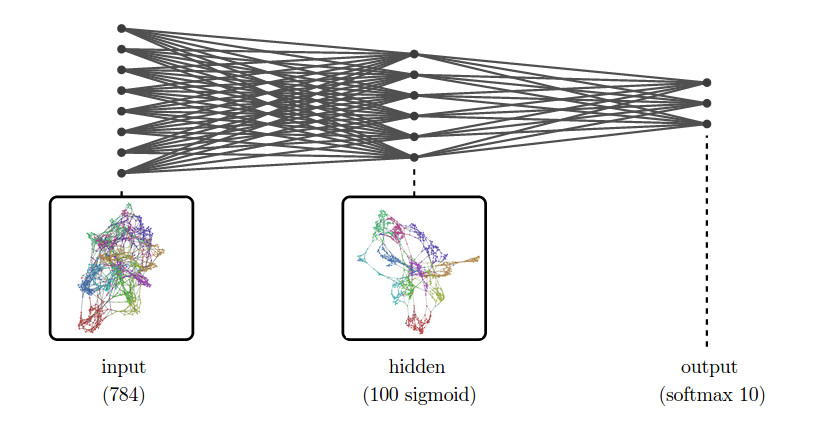 input
(784)
hidden
(100 sigmoid)
output
(softmax 10)